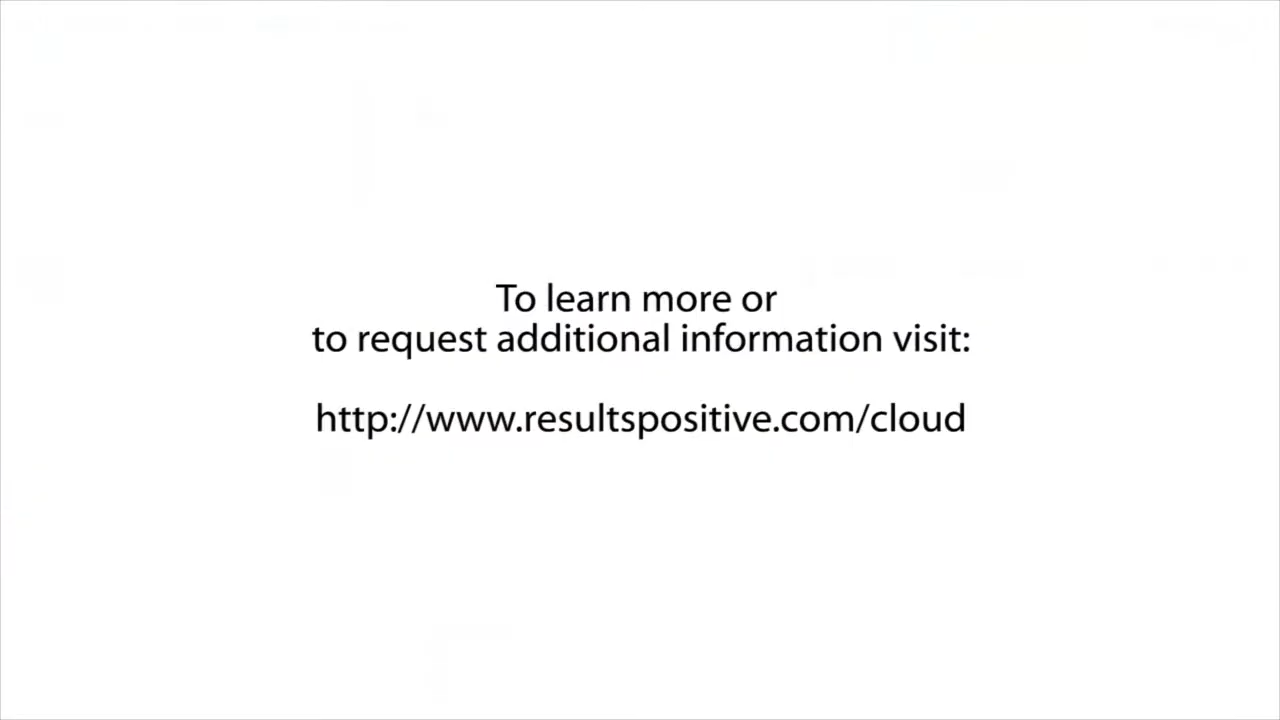 To learn more or
to request additional information visit:
http://www.resultspositive.com/cloud